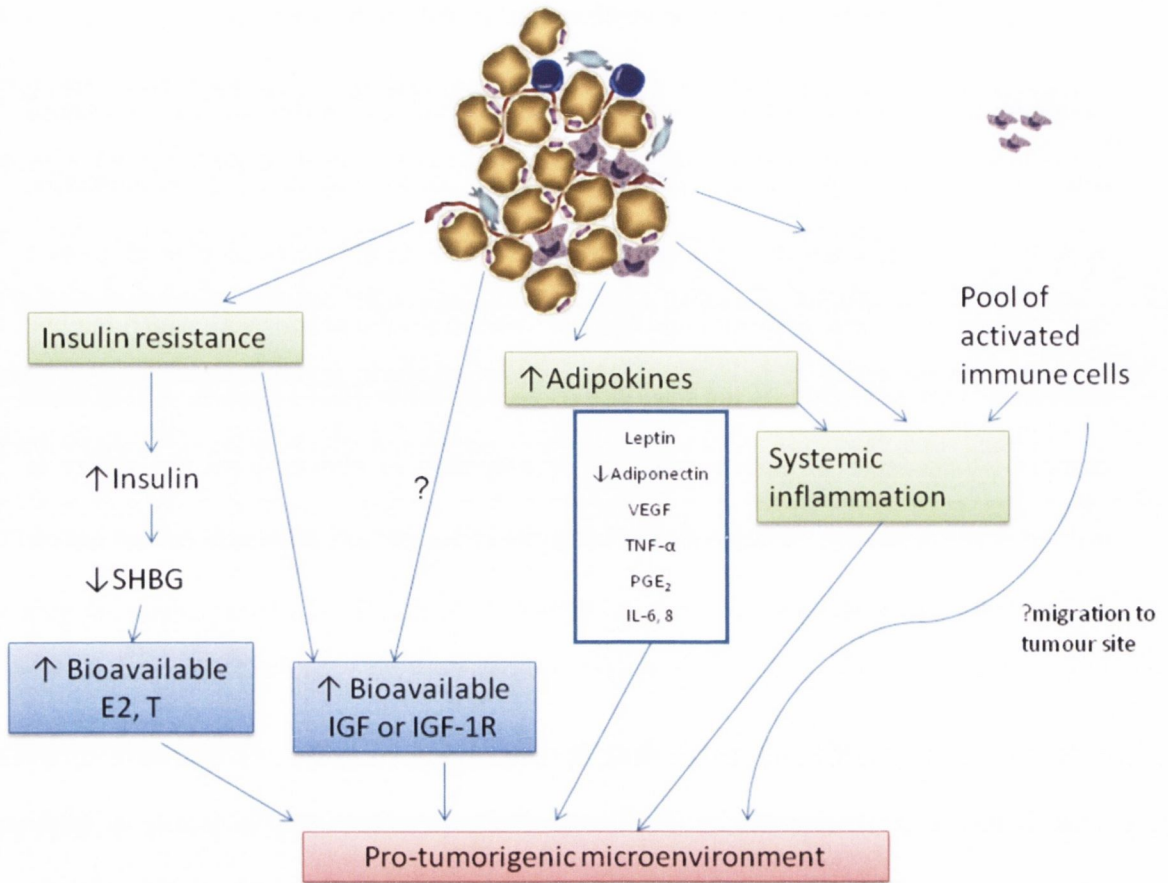 Insulin resistance
↑ Insulin
↓ SHBG
↑ Bioavailable
E2, T
?
↑ Bioavailable
IGF or IGF-1R
↑ Adipokines
Leptin
↓ Adiponectin
VEGF
TNF-α
PGE₂
IL-6, 8
Systemic
inflammation
Pool of
activated
immune cells
?migration to
tumour site
Pro-tumorigenic microenvironment